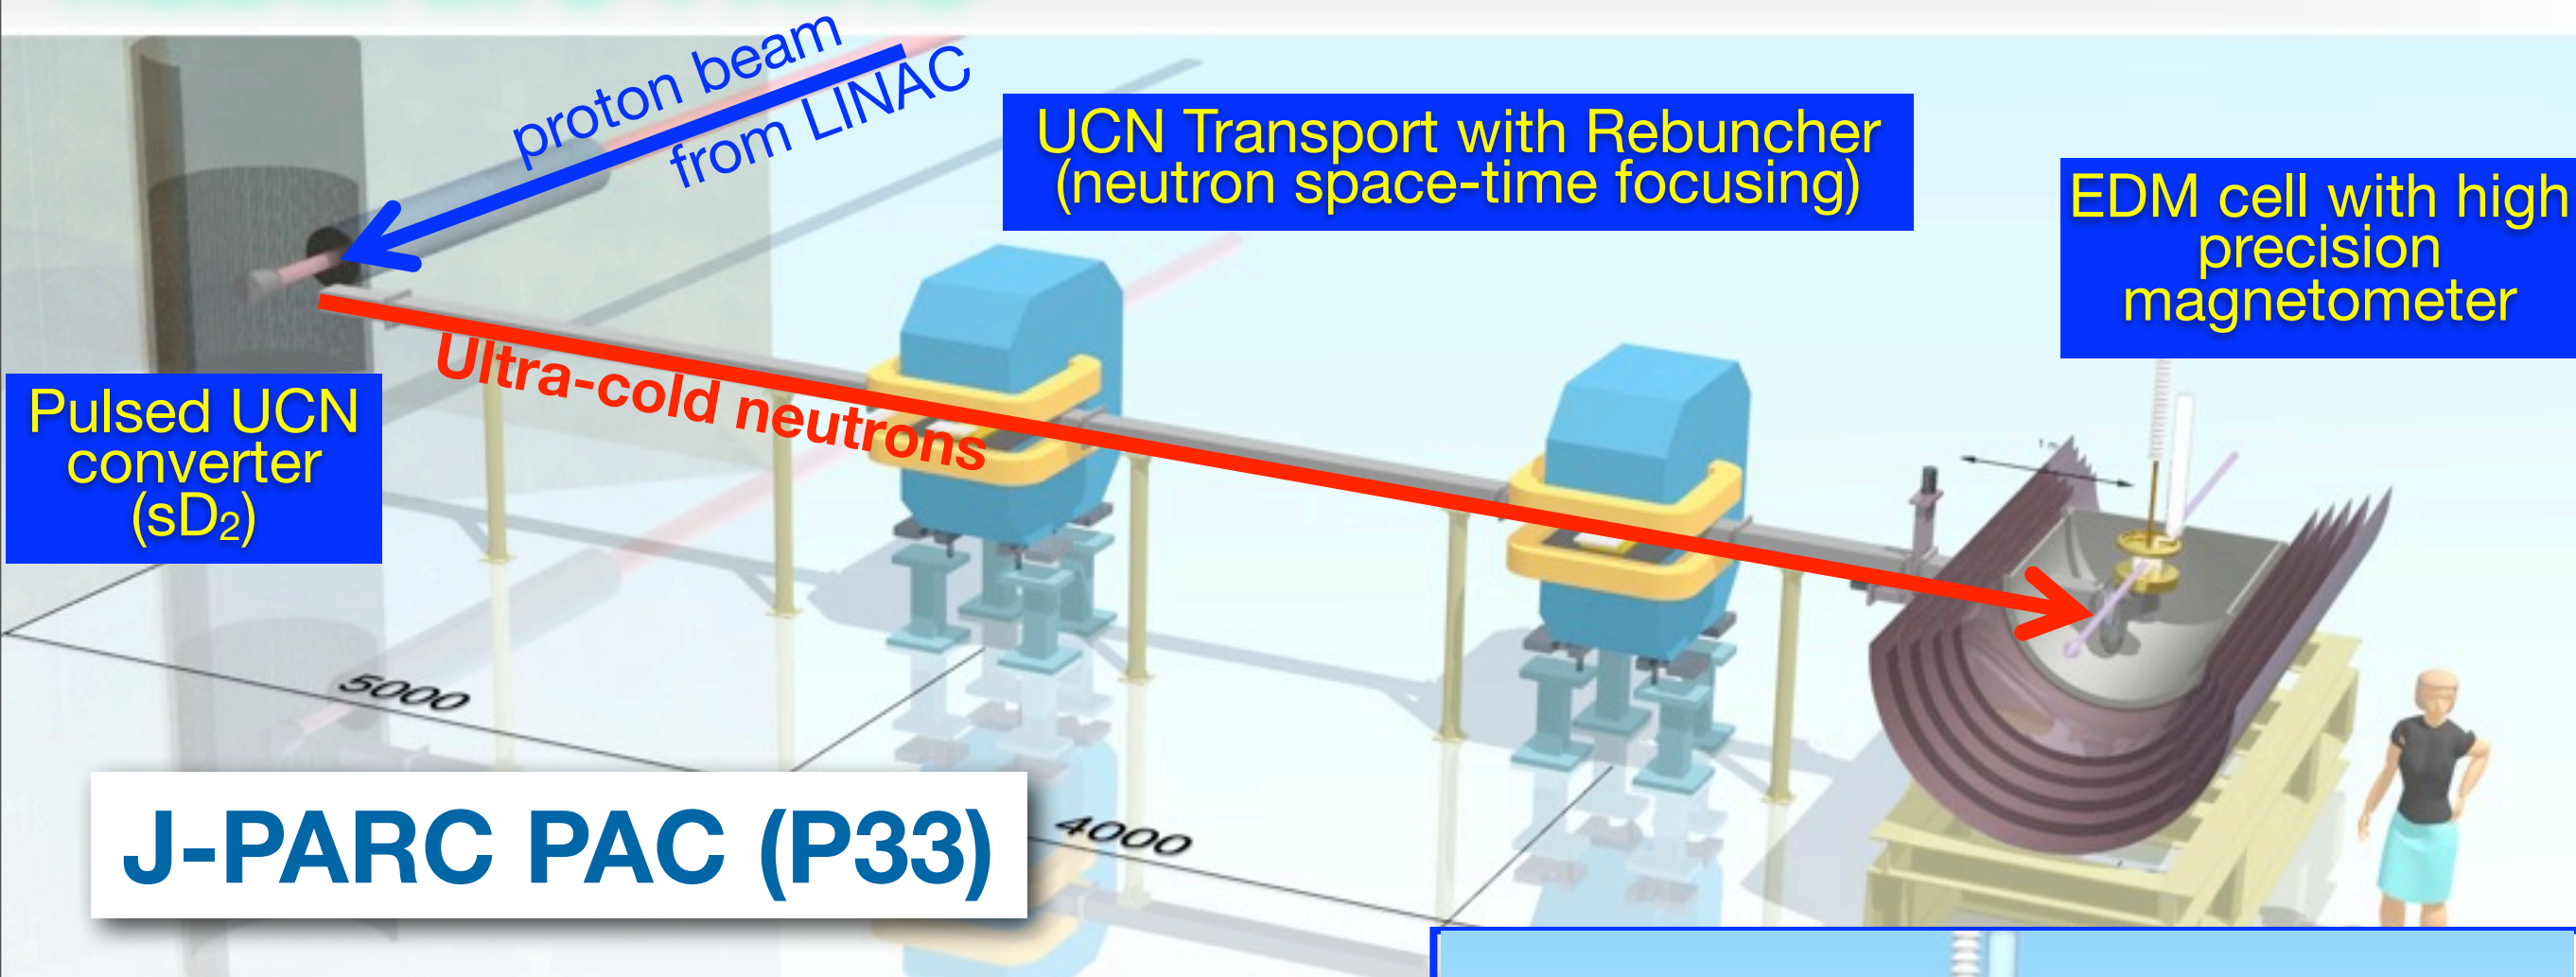 proton beam
from LINAC
UCN Transport with Rebuncher
(neutron space-time focusing)
EDM cell with high
precision
magnetometer
Ultra-cold neutrons
Pulsed UCN
converter
(sD₂)
5000
4000
J-PARC PAC (P33)